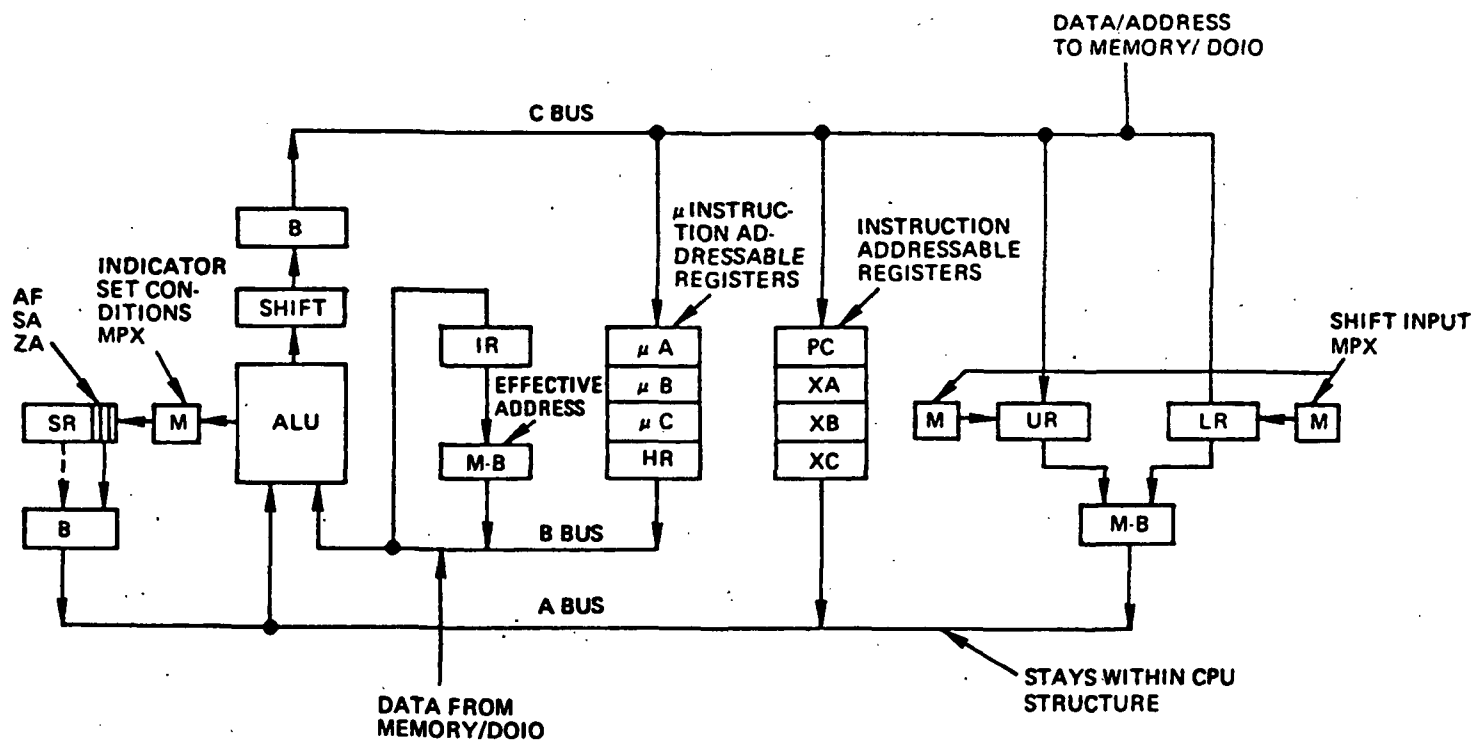 DATA/ADDRESS
TO MEMORY/ DOIO
C BUS
B
μ INSTRUC-
TION AD-
DRESSABLE
REGISTERS
INSTRUCTION
ADDRESSABLE
REGISTERS
INDICATOR
SET CON-
DITIONS
MPX
AF
SA
ZA
SHIFT
IR
μ A
μ B
μ C
HR
PC
XA
XB
XC
SHIFT INPUT
MPX
EFFECTIVE
ADDRESS
SR
M
ALU
M-B
M
UR
LR
M
B
M-B
B BUS
A BUS
STAYS WITHIN CPU
STRUCTURE
DATA FROM
MEMORY/DOIO